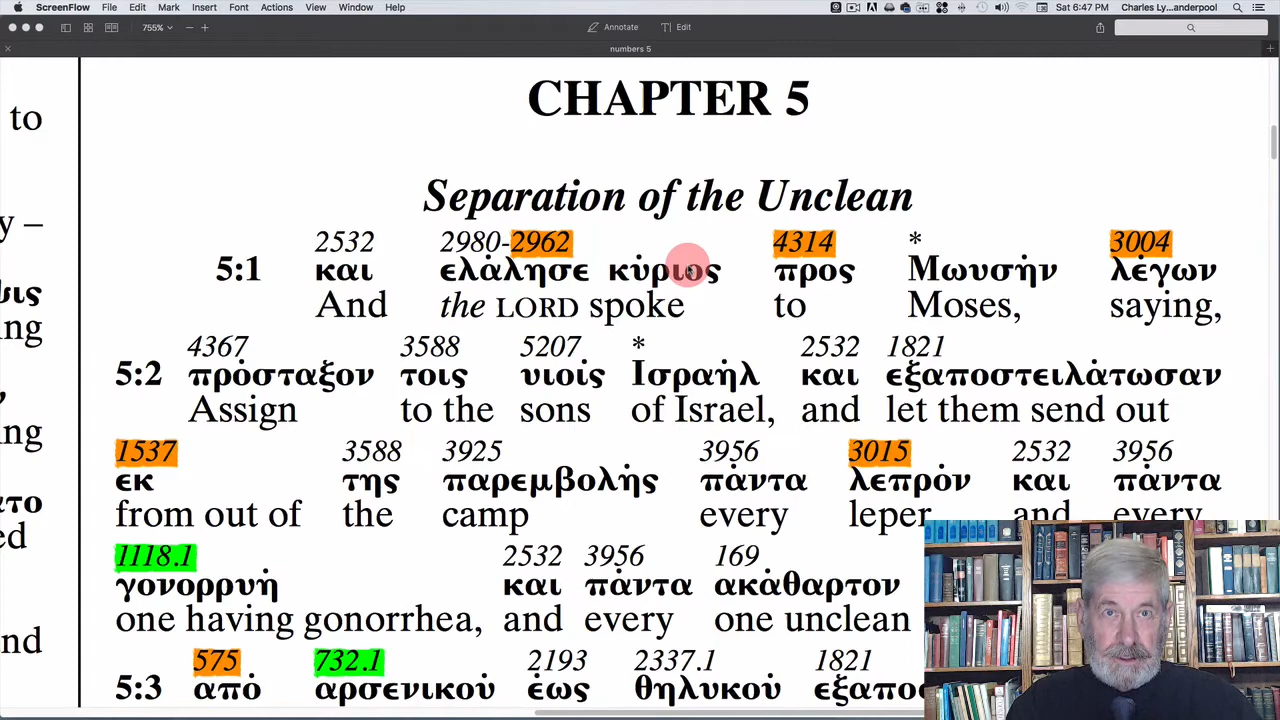 ScreenFlow File Edit Mark Insert Font Actions View Window Help Sat 6:47 PM Charles Ly...anderpool
755% Annotate Edit
numbers 5
CHAPTER 5
to
Separation of the Unclean
y –
2532 2980-2962 4314 * 3004
5:1 και ελάλησε κύριος προς Μωυσήν λέγων
And the LORD spoke to Moses, saying,
4367 3588 5207 * 2532 1821
5:2 πρόσταξον τοις υιοίς Ισραήλ και εξαποστειλάτωσαν
Assign to the sons of Israel, and let them send out
1537 3588 3925 3956 3015 2532 3956
εκ της παρεμβολής πάντα λεπρόν και πάντα
from out of the camp every leper and every
1118.1 2532 3956 169
γονορρυή και πάντα ακάθαρτον
one having gonorrhea, and every one unclean
575 732.1 2193 2337.1 1821
5:3 από αρσενικού έως θηλυκού εξαπο